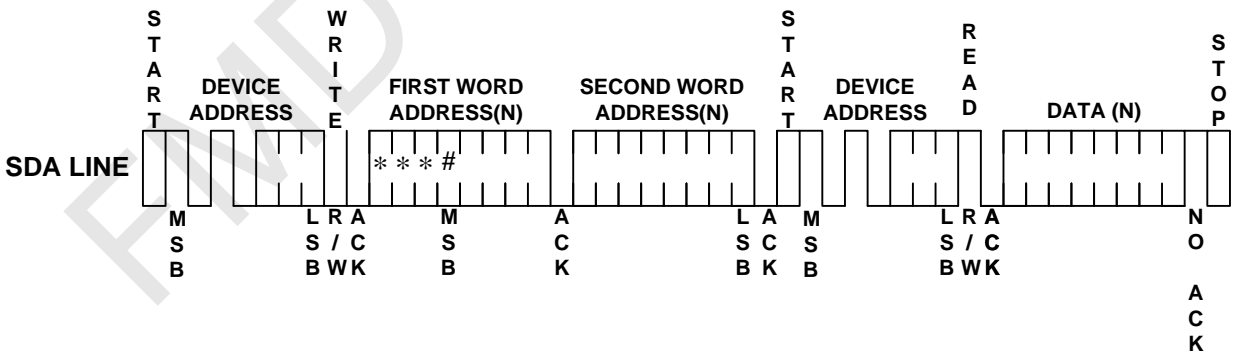 START
WRITE
START
READ
STOP
DEVICE
ADDRESS
FIRST WORD
ADDRESS(N)
SECOND WORD
ADDRESS(N)
DEVICE
ADDRESS
DATA (N)
SDA LINE
* * * #
MSB
LSB
R/W
ACK
MSB
ACK
LSB
ACK
MSB
LSB
R/W
ACK
NO ACK
FMD